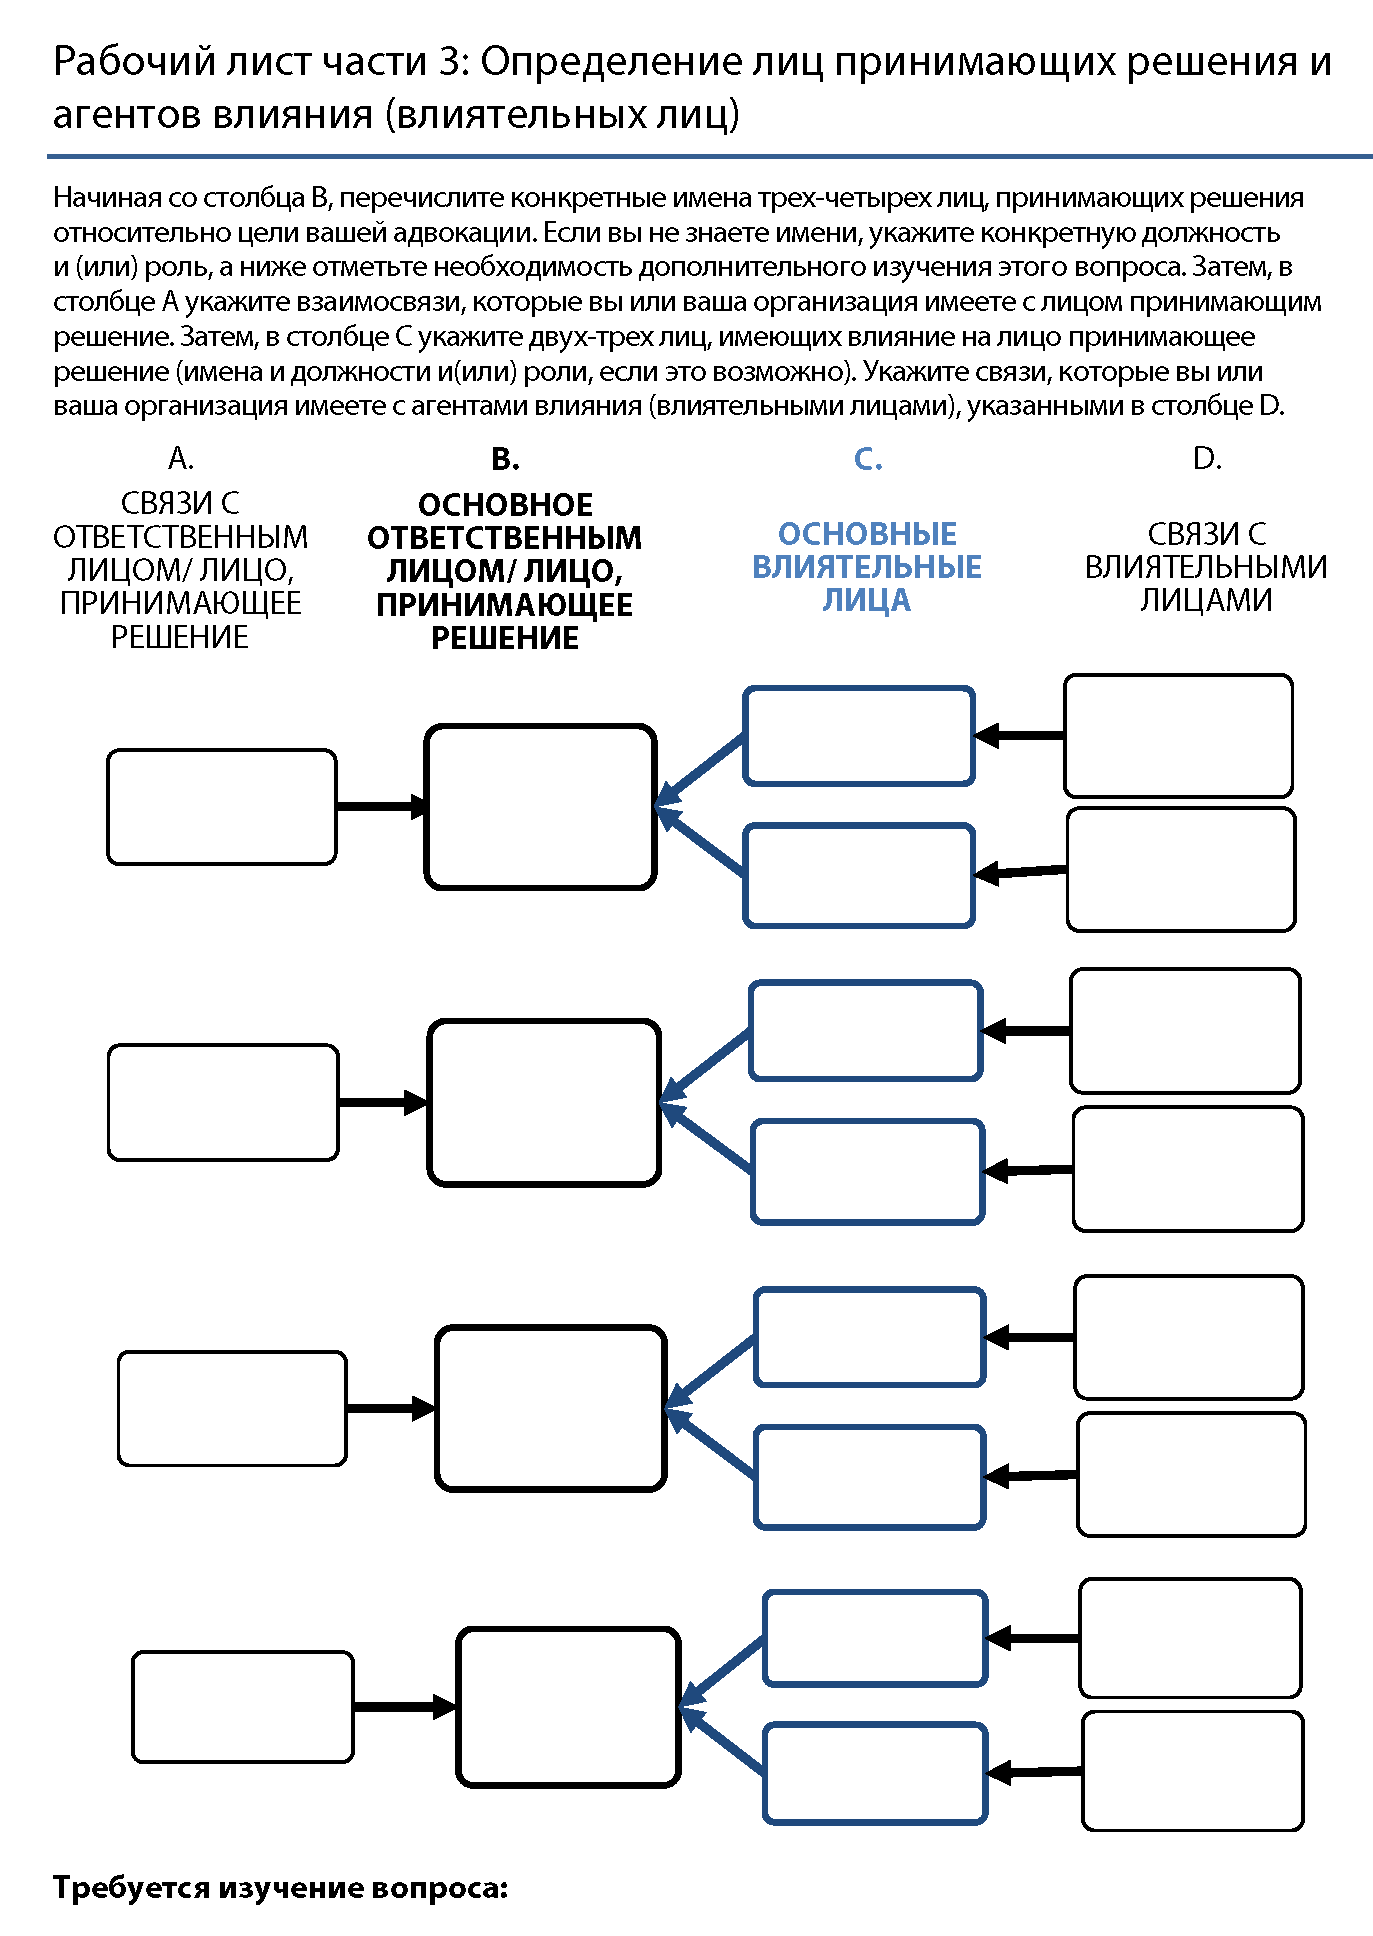 Рабочий лист части 3: Определение лиц принимающих решения и
агентов влияния (влиятельных лиц)
Начиная со столбца B, перечислите конкретные имена трех-четырех лиц, принимающих решения
относительно цели вашей адвокации. Если вы не знаете имени, укажите конкретную должность
и (или) роль, а ниже отметьте необходимость дополнительного изучения этого вопроса. Затем, в
столбце A укажите взаимосвязи, которые вы или ваша организация имеете с лицом принимающим
решение. Затем, в столбце C укажите двух-трех лиц, имеющих влияние на лицо принимающее
решение (имена и должности и(или) роли, если это возможно). Укажите связи, которые вы или
ваша организация имеете с агентами влияния (влиятельными лицами), указанными в столбце D.
A.
СВЯЗИ С
ОТВЕТСТВЕННЫМ
ЛИЦОМ/ ЛИЦО,
ПРИНИМАЮЩЕЕ
РЕШЕНИЕ
B.
ОСНОВНОЕ
ОТВЕТСТВЕННЫМ
ЛИЦОМ/ ЛИЦО,
ПРИНИМАЮЩЕЕ
РЕШЕНИЕ
C.
ОСНОВНЫЕ
ВЛИЯТЕЛЬНЫЕ
ЛИЦА
D.
СВЯЗИ С
ВЛИЯТЕЛЬНЫМИ
ЛИЦАМИ
Требуется изучение вопроса: